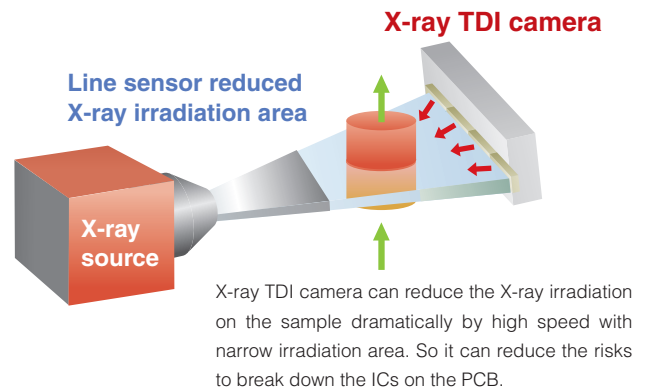 X-ray TDI camera
Line sensor reduced
X-ray irradiation area
X-ray
source
X-ray TDI camera can reduce the X-ray irradiation
on the sample dramatically by high speed with
narrow irradiation area. So it can reduce the risks
to break down the ICs on the PCB.